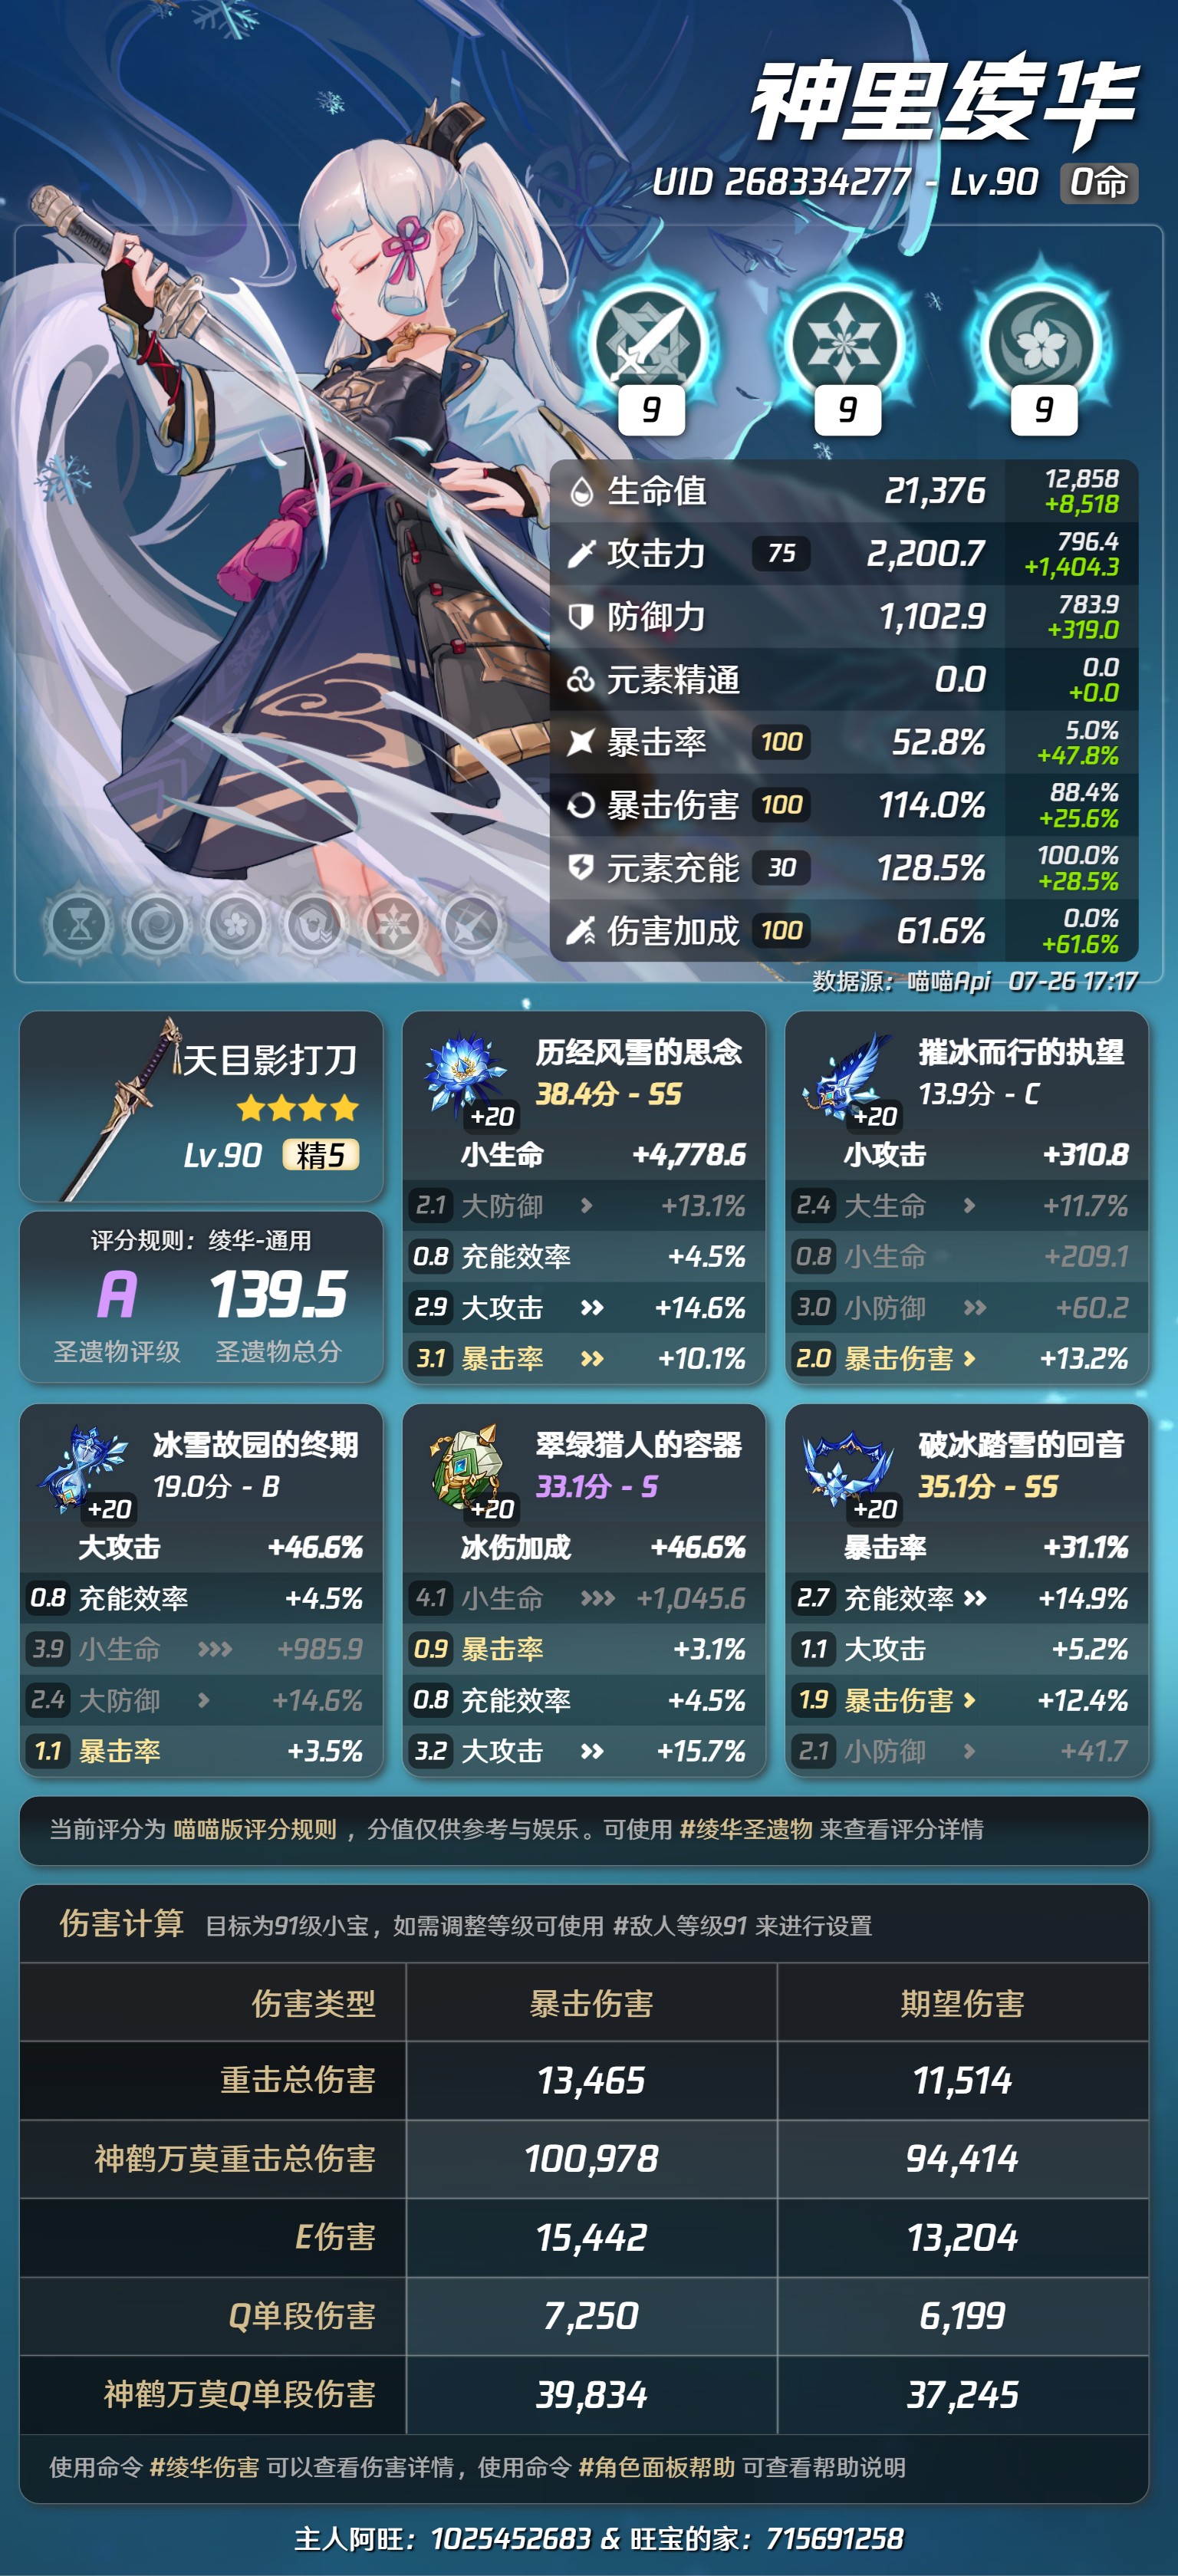 神里绫华
UID 268334277 - Lv.90 0命
9 9 9
生命值 21,376 12,858 +8,518
攻击力 75 2,200.7 796.4 +1,404.3
防御力 1,102.9 783.9 +319.0
元素精通 0.0 0.0 +0.0
暴击率 100 52.8% 5.0% +47.8%
暴击伤害 100 114.0% 88.4% +25.6%
元素充能 30 128.5% 100.0% +28.5%
伤害加成 100 61.6% 0.0% +61.6%
数据源：喵喵Api 07-26 17:17
天目影打刀
Lv.90 精5
评分规则：绫华-通用
A 139.5
圣遗物评级 圣遗物总分
历经风雪的思念
38.4分 - SS
+20
小生命 +4,778.6
2.1 大防御 +13.1%
0.8 充能效率 +4.5%
2.9 大攻击 +14.6%
3.1 暴击率 +10.1%
摧冰而行的执望
13.9分 - C
+20
小攻击 +310.8
2.4 大生命 +11.7%
0.8 小生命 +209.1
3.0 小防御 +60.2
2.0 暴击伤害 +13.2%
冰雪故园的终期
19.0分 - B
+20
大攻击 +46.6%
0.8 充能效率 +4.5%
3.9 小生命 +985.9
2.4 大防御 +14.6%
1.1 暴击率 +3.5%
翠绿猎人的容器
33.1分 - S
+20
冰伤加成 +46.6%
4.1 小生命 +1,045.6
0.9 暴击率 +3.1%
0.8 充能效率 +4.5%
3.2 大攻击 +15.7%
破冰踏雪的回音
35.1分 - SS
+20
暴击率 +31.1%
2.7 充能效率 +14.9%
1.1 大攻击 +5.2%
1.9 暴击伤害 +12.4%
2.1 小防御 +41.7
当前评分为 喵喵版评分规则 ，分值仅供参考与娱乐。可使用 #绫华圣遗物 来查看评分详情
伤害计算 目标为91级小宝，如需调整等级可使用 #敌人等级91 来进行设置
伤害类型 暴击伤害 期望伤害
重击总伤害 13,465 11,514
神鹤万莫重击总伤害 100,978 94,414
E伤害 15,442 13,204
Q单段伤害 7,250 6,199
神鹤万莫Q单段伤害 39,834 37,245
使用命令 #绫华伤害 可以查看伤害详情，使用命令 #角色面板帮助 可查看帮助说明
主人阿旺：1025452683 & 旺宝的家：715691258